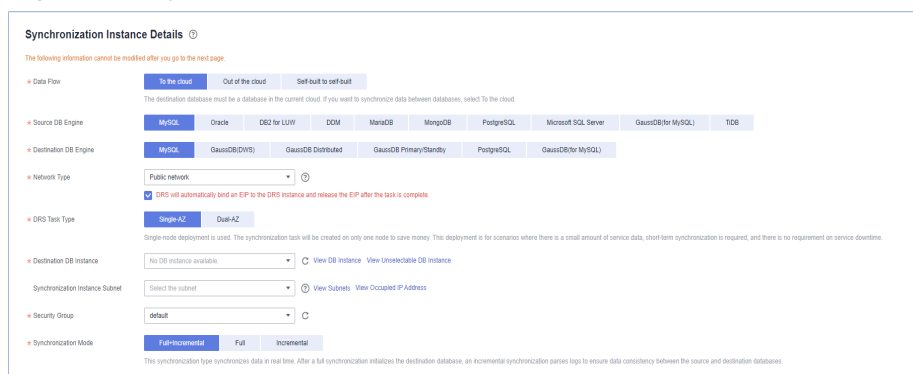 Synchronization Instance Details
The following information cannot be modified after you go to the next page.
* Data Flow To the cloud Out of the cloud Self-built to self-built
The destination database must be a database in the current cloud. If you want to synchronize data between databases, select To the cloud.
* Source DB Engine MySQL Oracle DB2 for LUW DDM MariaDB MongoDB PostgreSQL Microsoft SQL Server GaussDB(for MySQL) TiDB
* Destination DB Engine MySQL GaussDB(DWS) GaussDB Distributed GaussDB Primary/Standby PostgreSQL GaussDB(for MySQL)
* Network Type Public network
DRS will automatically bind an EIP to the DRS instance and release the EIP after the task is complete.
* DRS Task Type Single-AZ Dual-AZ
Single-node deployment is used. The synchronization task will be created on only one node to save money. This deployment is for scenarios where there is a small amount of service data, short-term synchronization is required, and there is no requirement on service downtime.
* Destination DB Instance No DB instance available. View DB Instance View Unselectable DB Instance
Synchronization Instance Subnet Select the subnet View Subnets View Occupied IP Address
* Security Group default
* Synchronization Mode Full+Incremental Full Incremental
This synchronization type synchronizes data in real time. After a full synchronization initializes the destination database, an incremental synchronization parses logs to ensure data consistency between the source and destination databases.